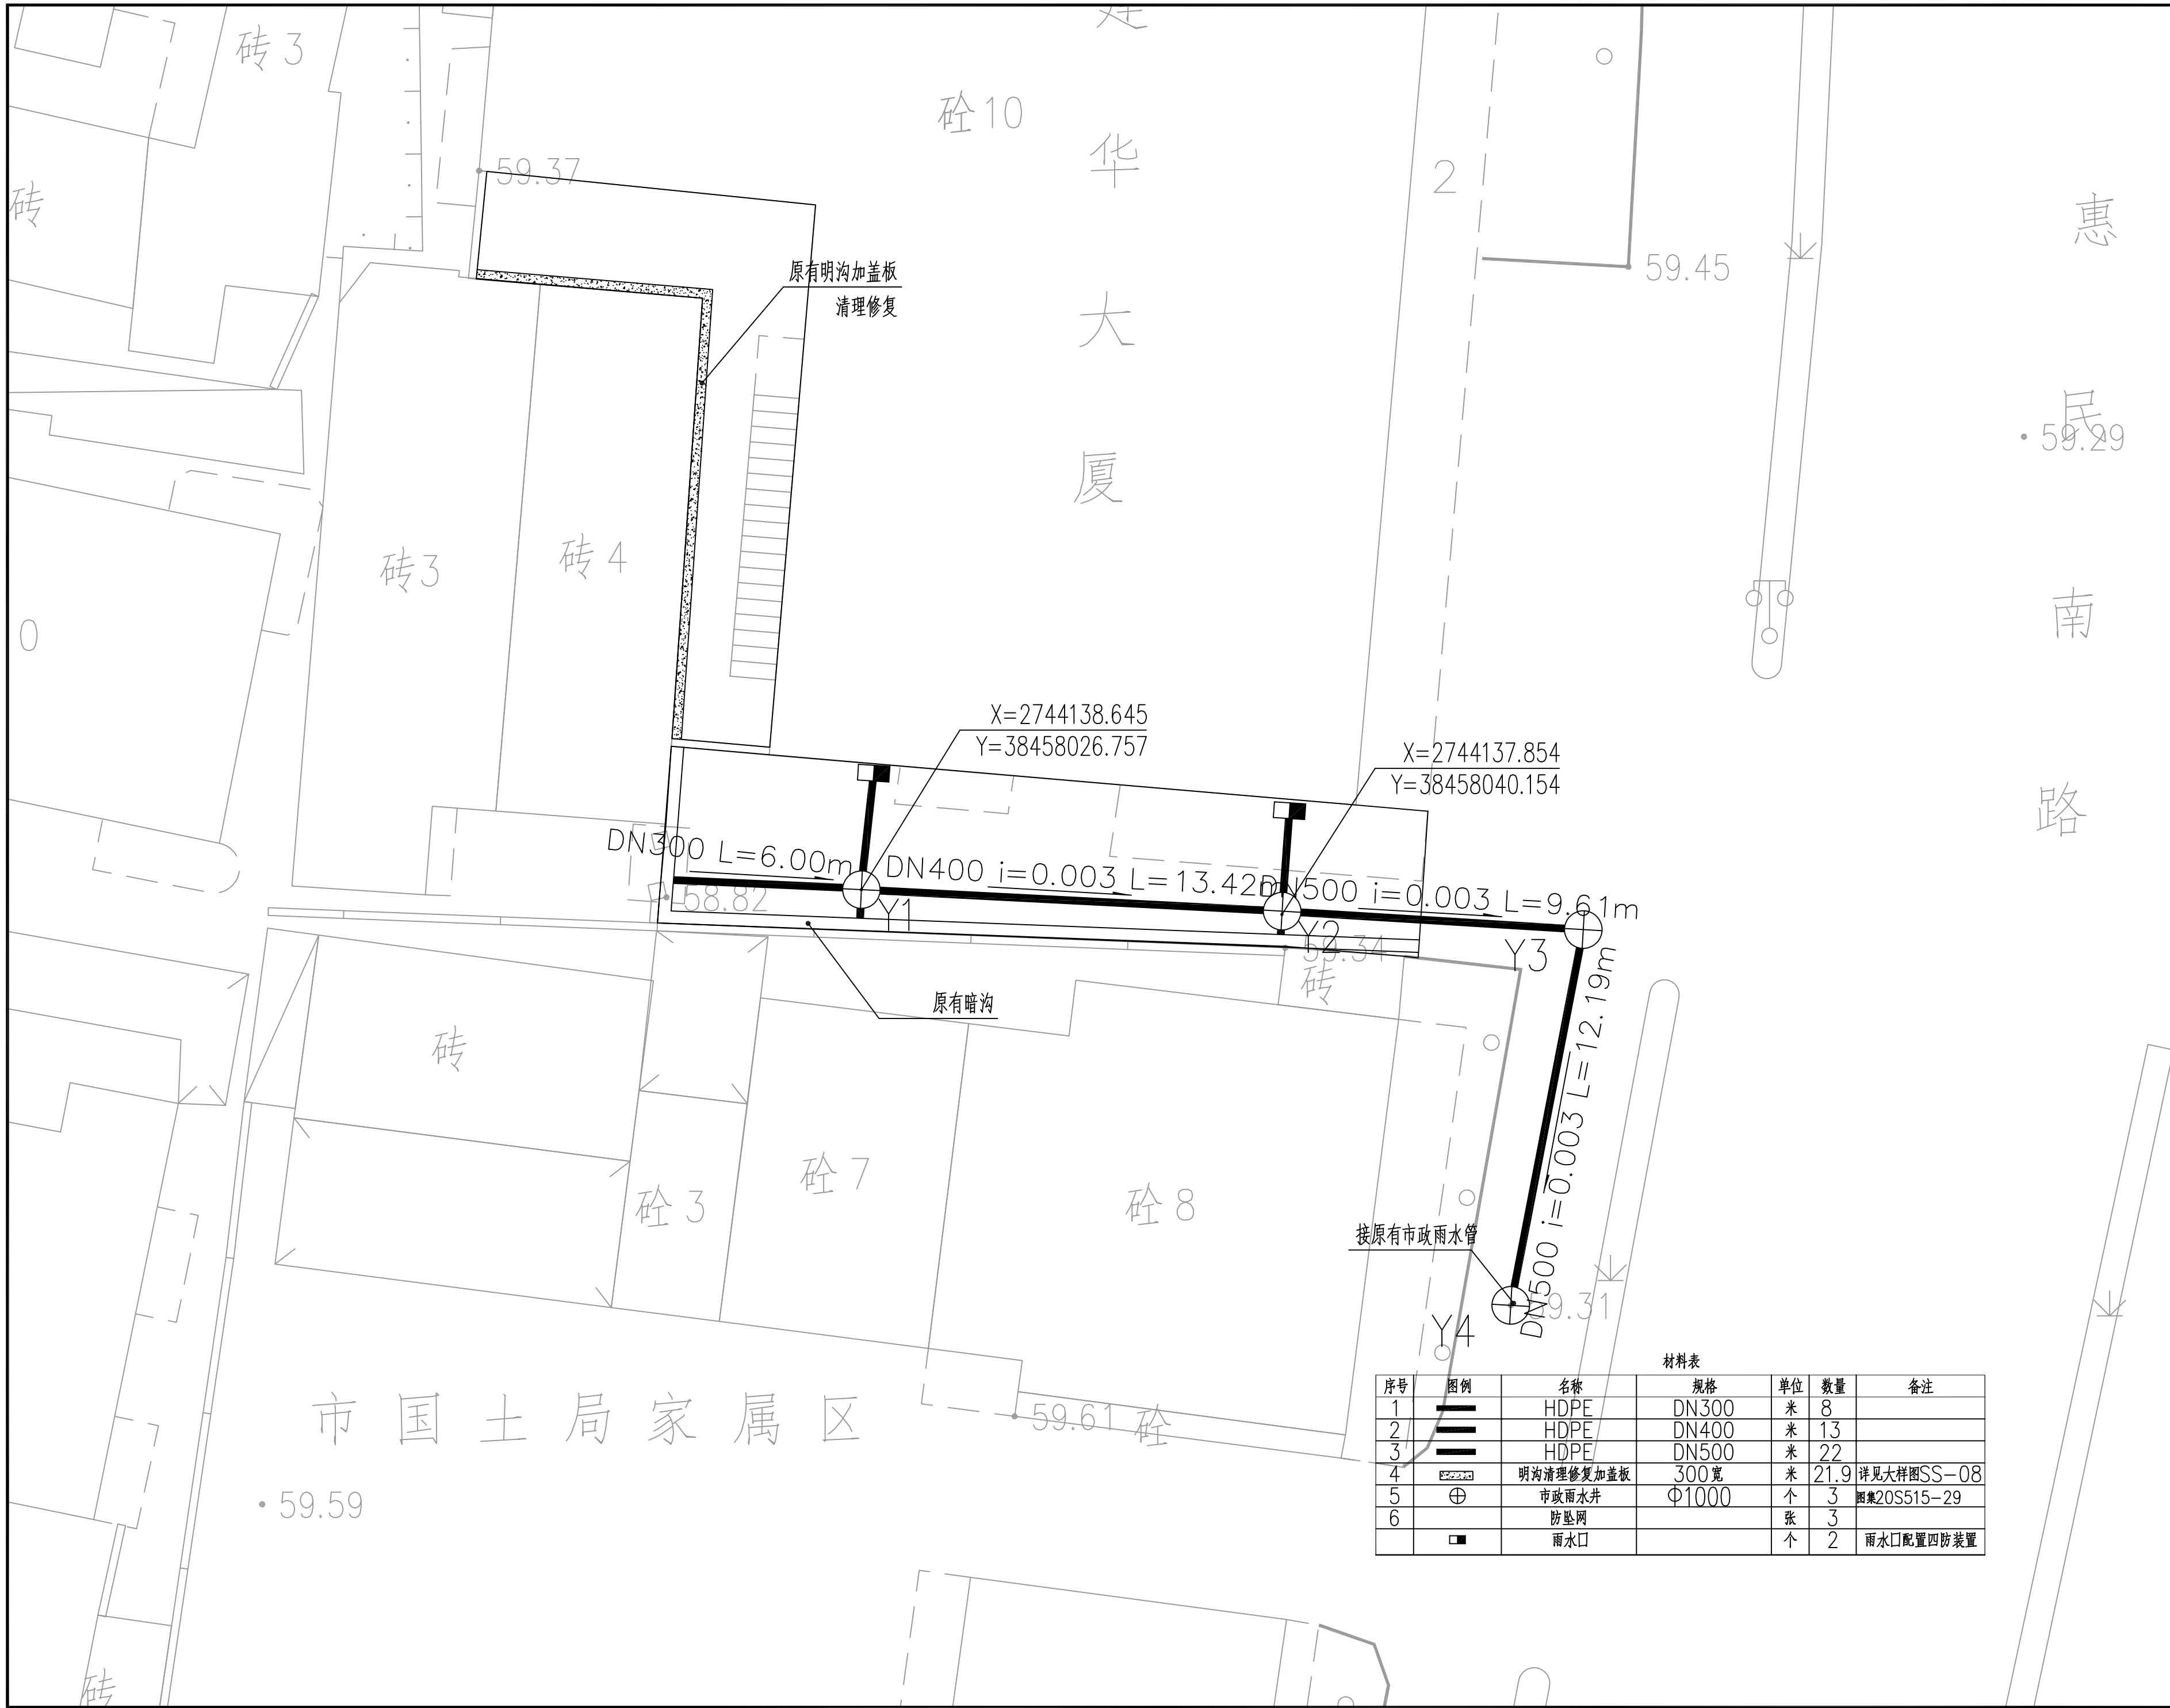 砖3
砼10
59.37
华
2
砖
惠
59.45
原有明沟加盖板
清理修复
大
民
59.29
厦
砖3
砖4
南
0
X=2744138.645
Y=38458026.757
X=2744137.854
Y=38458040.154
路
DN300 L=6.00m
DN400 i=0.003 L=13.42m
DN500 i=0.003 L=9.61m
58.82
Y1
Y2
59.34
Y3
砖
原有暗沟
DN500 i=0.003 L=12.19m
砖
砼7
砼3
砼8
接原有市政雨水管
59.31
Y4
市国土局家属区
59.61
砼
59.59
材料表
序号 图例 名称 规格 单位 数量 备注
1 HDPE DN300 米 8
2 HDPE DN400 米 13
3 HDPE DN500 米 22
4 明沟清理修复加盖板 300宽 米 21.9 详见大样图SS-08
5 市政雨水井 Φ1000 个 3 图集20S515-29
6 防坠网 张 3
雨水口 个 2 雨水口配置四防装置
砖